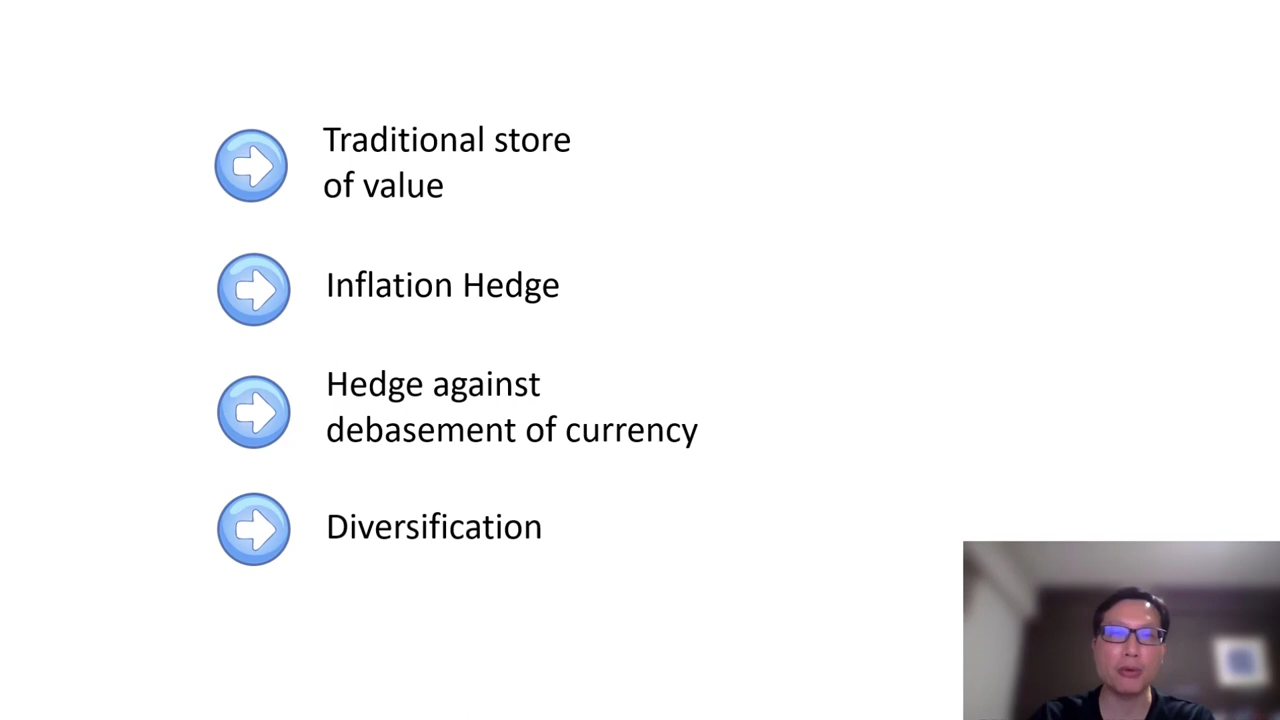 Traditional store
of value
Inflation Hedge
Hedge against
debasement of currency
Diversification